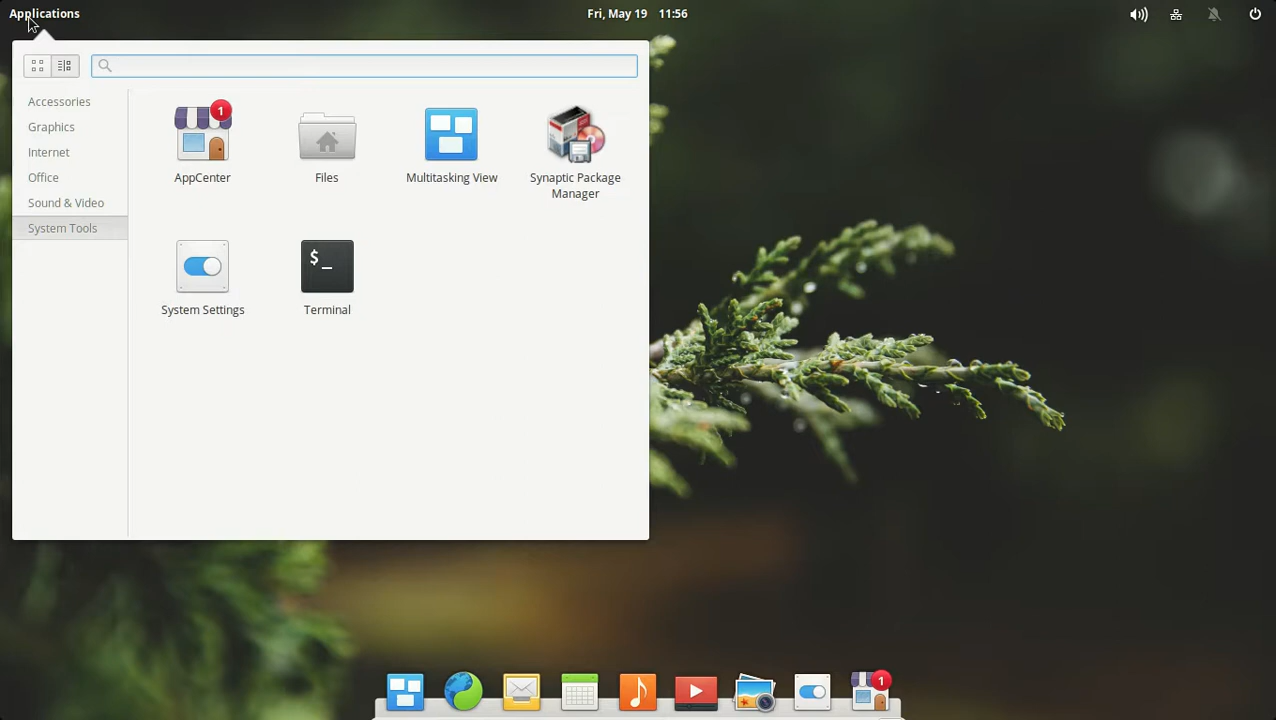 Applications
Fri, May 19 11:56
Accessories
Graphics
Internet
Office
Sound & Video
System Tools
1
AppCenter
Files
Multitasking View
Synaptic Package
Manager
System Settings
$_
Terminal
1